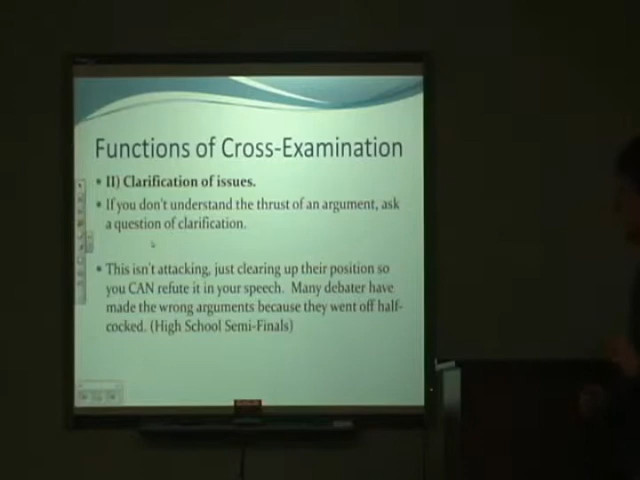 Functions of Cross-Examination
• II) Clarification of issues.
• If you don't understand the thrust of an argument, ask
a question of clarification.
• This isn't attacking, just clearing up their position so
you CAN refute it in your speech. Many debater have
made the wrong arguments because they went off half-
cocked. (High School Semi-Finals)